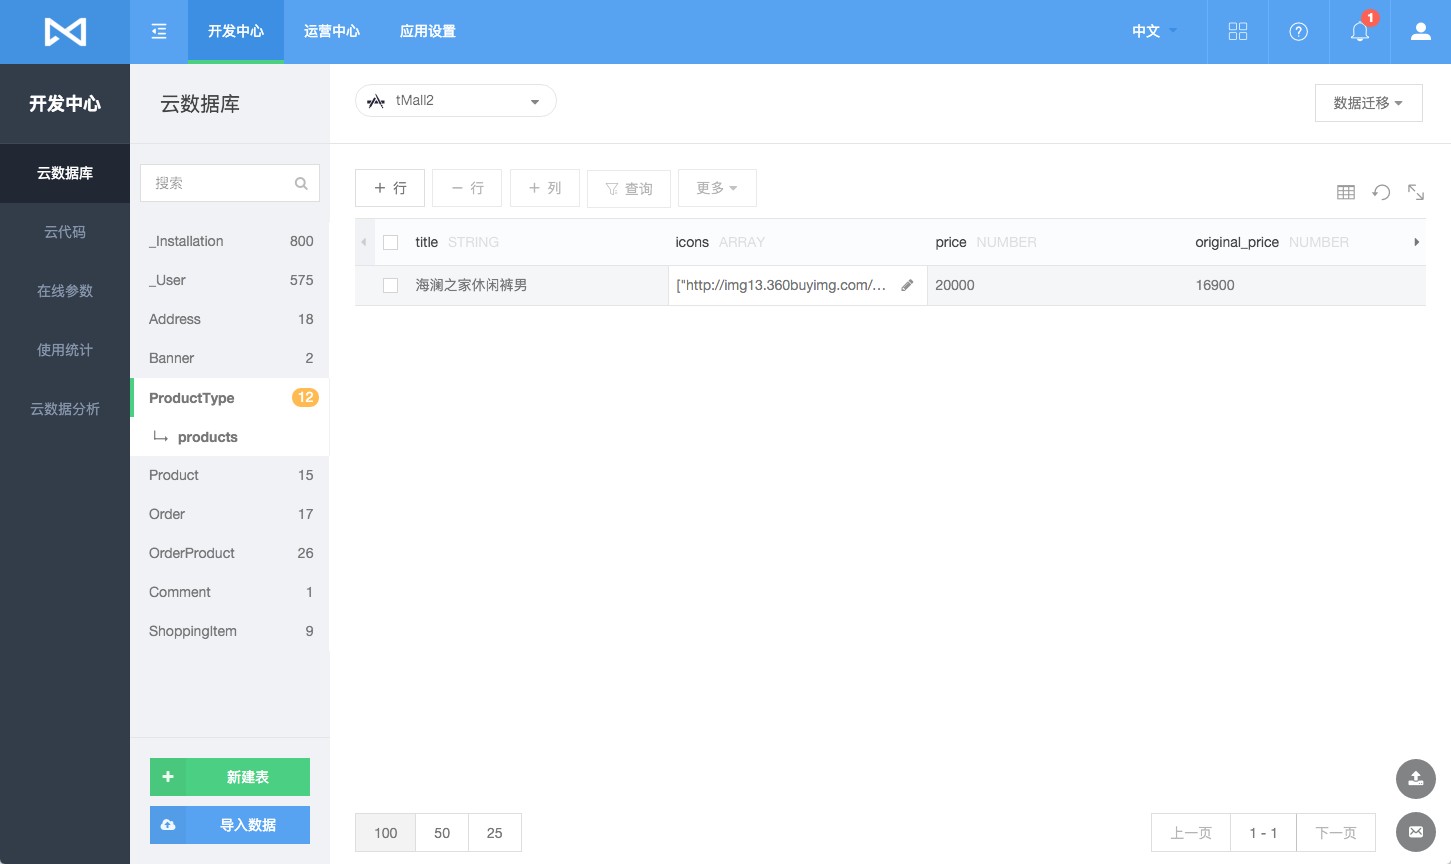 开发中心
运营中心
应用设置
中文
1
开发中心
云数据库
云代码
在线参数
使用统计
云数据分析
云数据库
搜索
_Installation 800
_User 575
Address 18
Banner 2
ProductType 12
products
Product 15
Order 17
OrderProduct 26
Comment 1
ShoppingItem 9
新建表
导入数据
tMall2
数据迁移
+ 行
− 行
+ 列
查询
更多
title STRING icons ARRAY price NUMBER original_price NUMBER
海澜之家休闲裤男 ["http://img13.360buyimg.com/... 20000 16900
100 50 25
上一页 1 - 1 下一页